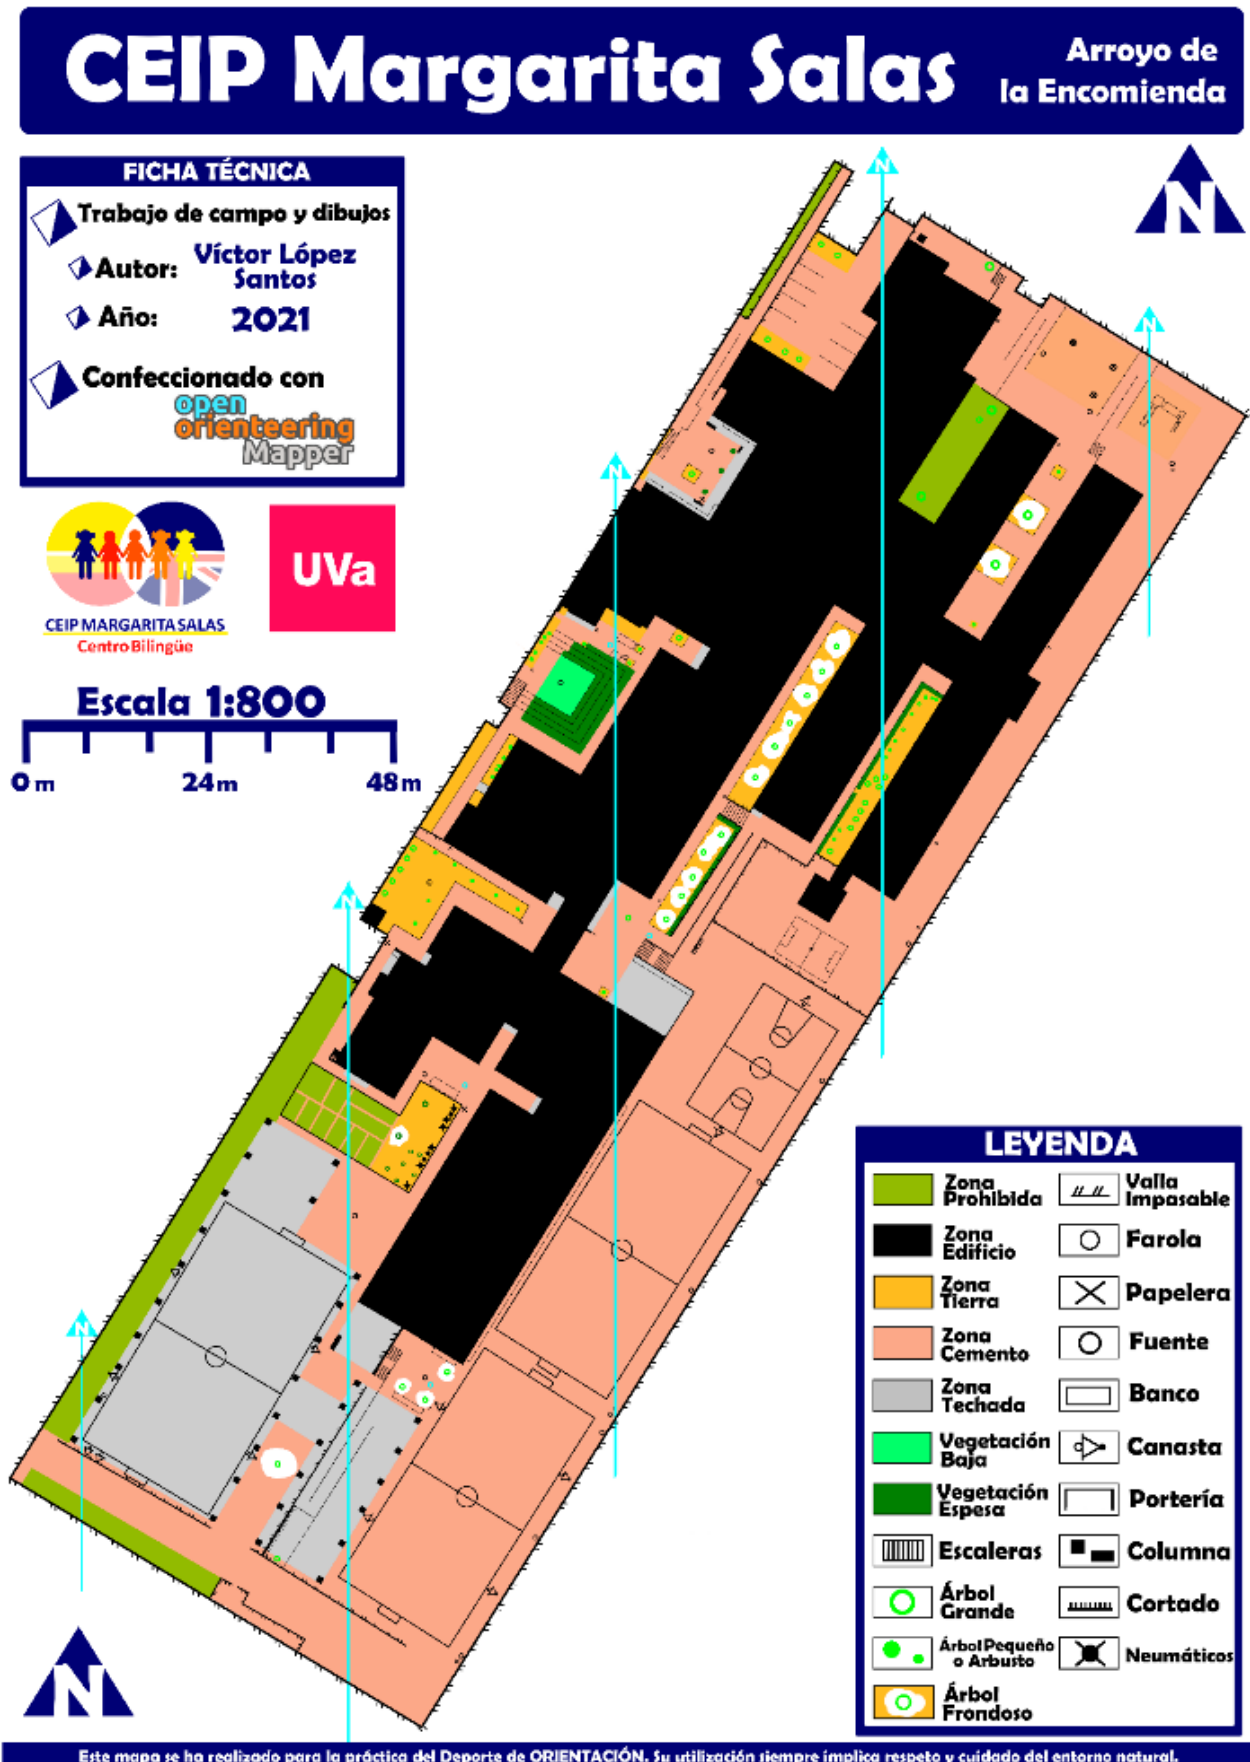 CEIP Margarita Salas
Arroyo de
la Encomienda
FICHA TÉCNICA
Trabajo de campo y dibujos
Autor: Víctor López
Santos
Año: 2021
Confeccionado con
open
orienteering
Mapper
N
CEIP MARGARITA SALAS
Centro Bilingüe
UVa
Escala 1:800
0 m
24m
48m
N
N
N
N
N
LEYENDA
Zona
Prohibida
Valla
Impasable
Zona
Edificio
Farola
Zona
Tierra
Papelera
Zona
Cemento
Fuente
Zona
Techada
Banco
Vegetación
Baja
Canasta
Vegetación
Espesa
Portería
Escaleras
Columna
Árbol
Grande
Cortado
Árbol Pequeño
o Arbusto
Neumáticos
Árbol
Frondoso
N
Este mapa se ha realizado para la práctica del Deporte de ORIENTACIÓN. Su utilización siempre implica respeto y cuidado del entorno natural.